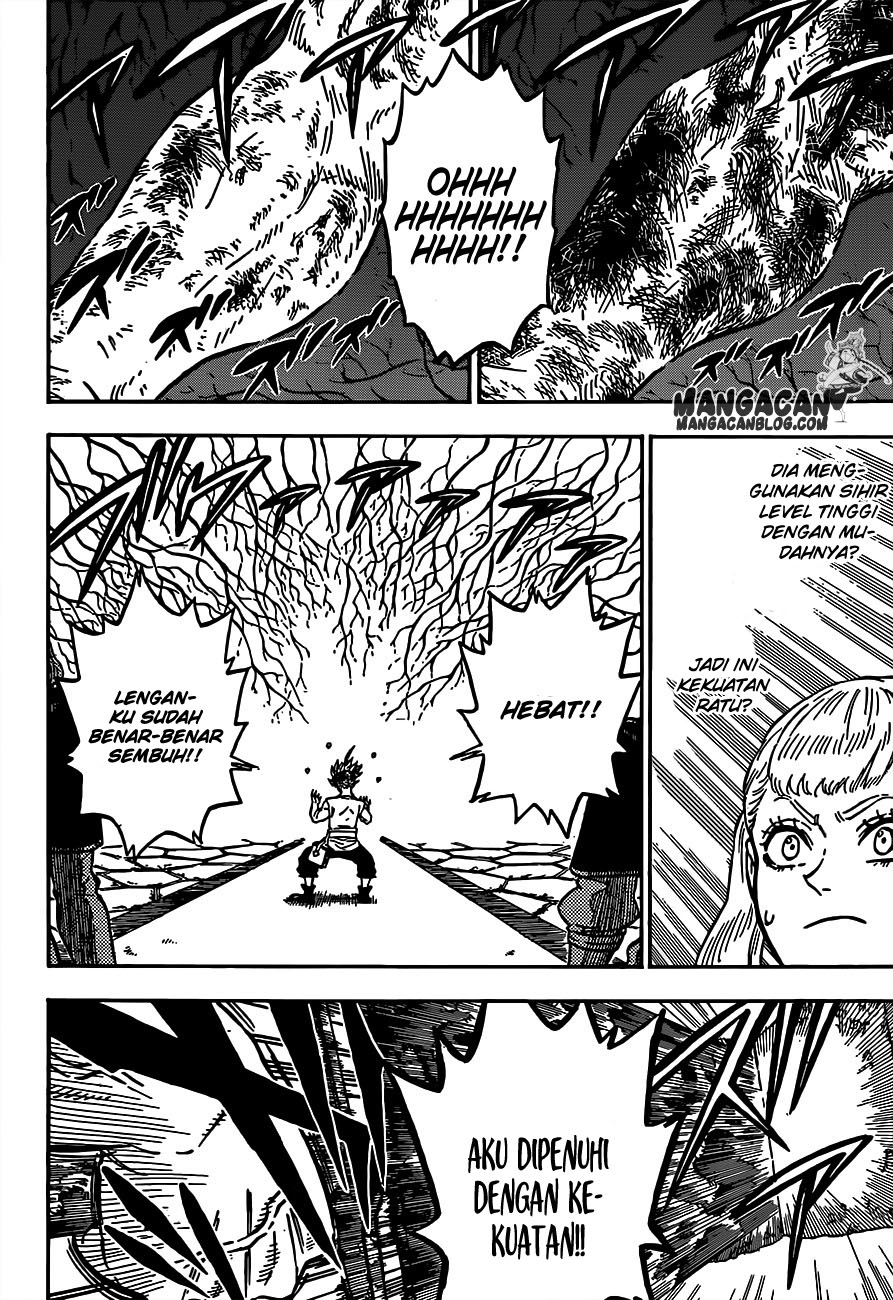 OHHH
HHHHHHH
HHHH!!
MANGACAN
MANGACANBLOG.COM
DIA MENG-
GUNAKAN SIHIR
LEVEL TINGGI
DENGAN MU-
DAHNYA?
JADI INI
KEKUATAN
RATU?
HEBAT!!
LENGAN-
KU SUDAH
BENAR-BENAR
SEMBUH!!
AKU DIPENUHI
DENGAN KE-
KUATAN!!